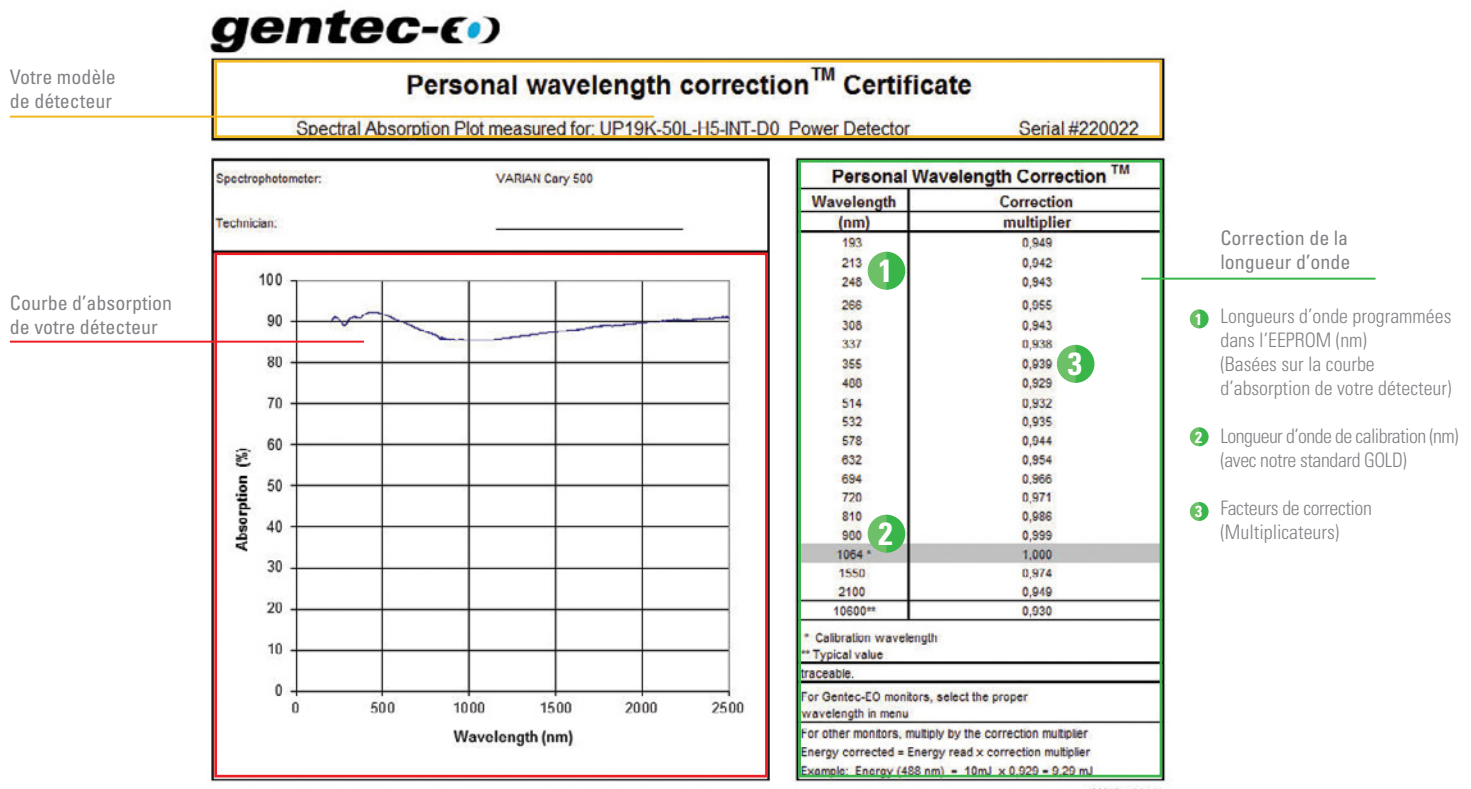 gentec-EO
Votre modèle
de détecteur
Personal wavelength correction™ Certificate
Spectral Absorption Plot measured for: UP19K-50L-H5-INT-D0 Power Detector Serial #220022
Spectrophotometer: VARIAN Cary 500
Technician:
Courbe d'absorption
de votre détecteur
100
90
80
70
60
50
40
30
20
10
0
Absorption (%)
0 500 1000 1500 2000 2500
Wavelength (nm)
Personal Wavelength Correction ™
Wavelength Correction
(nm) multiplier
193 0,949
213 0,942
1
248 0,943
266 0,955
308 0,943
337 0,938
355 0,939
3
488 0,929
514 0,932
532 0,935
578 0,944
632 0,954
694 0,966
720 0,971
810 0,986
980 0,999
2
1064 * 1,000
1550 0,974
2100 0,949
10600** 0,930
* Calibration wavelength
** Typical value
traceable.
For Gentec-EO monitors, select the proper
wavelength in menu
For other monitors, multiply by the correction multiplier
Energy corrected = Energy read x correction multiplier
Example: Energy (488 nm) = 10mJ x 0.929 = 9.29 mJ
Correction de la
longueur d'onde
1 Longueurs d'onde programmées
dans l'EEPROM (nm)
(Basées sur la courbe
d'absorption de votre détecteur)
2 Longueur d'onde de calibration (nm)
(avec notre standard GOLD)
3 Facteurs de correction
(Multiplicateurs)